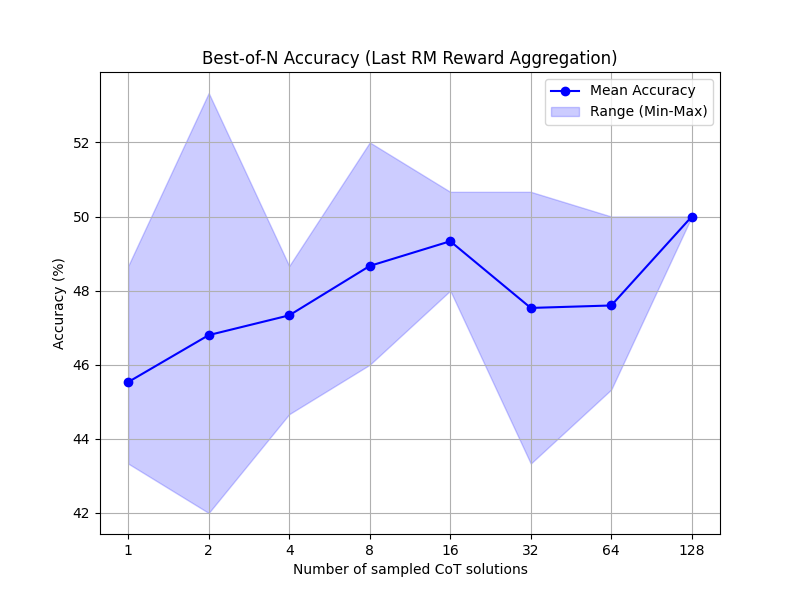 Best-of-N Accuracy (Last RM Reward Aggregation)
Mean Accuracy
Range (Min-Max)
Accuracy (%)
52
50
48
46
44
42
1 2 4 8 16 32 64 128
Number of sampled CoT solutions